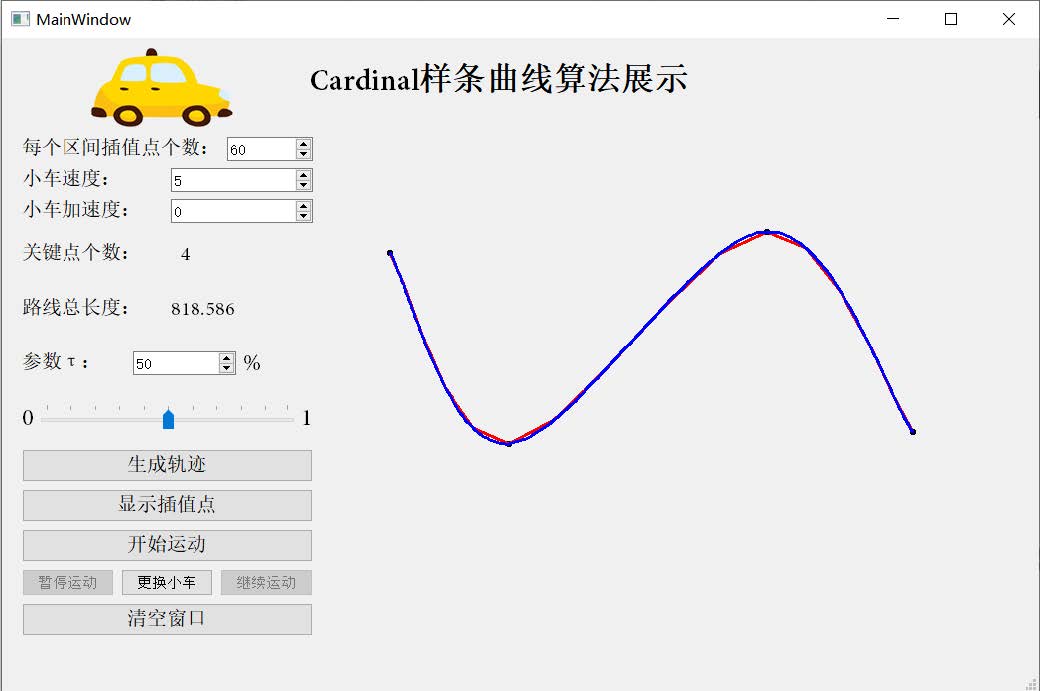 MainWindow
Cardinal样条曲线算法展示
每个区间插值点个数： 60
小车速度： 5
小车加速度： 0
关键点个数： 4
路线总长度： 818.586
参数τ： 50 %
0 1
生成轨迹
显示插值点
开始运动
暂停运动 更换小车 继续运动
清空窗口